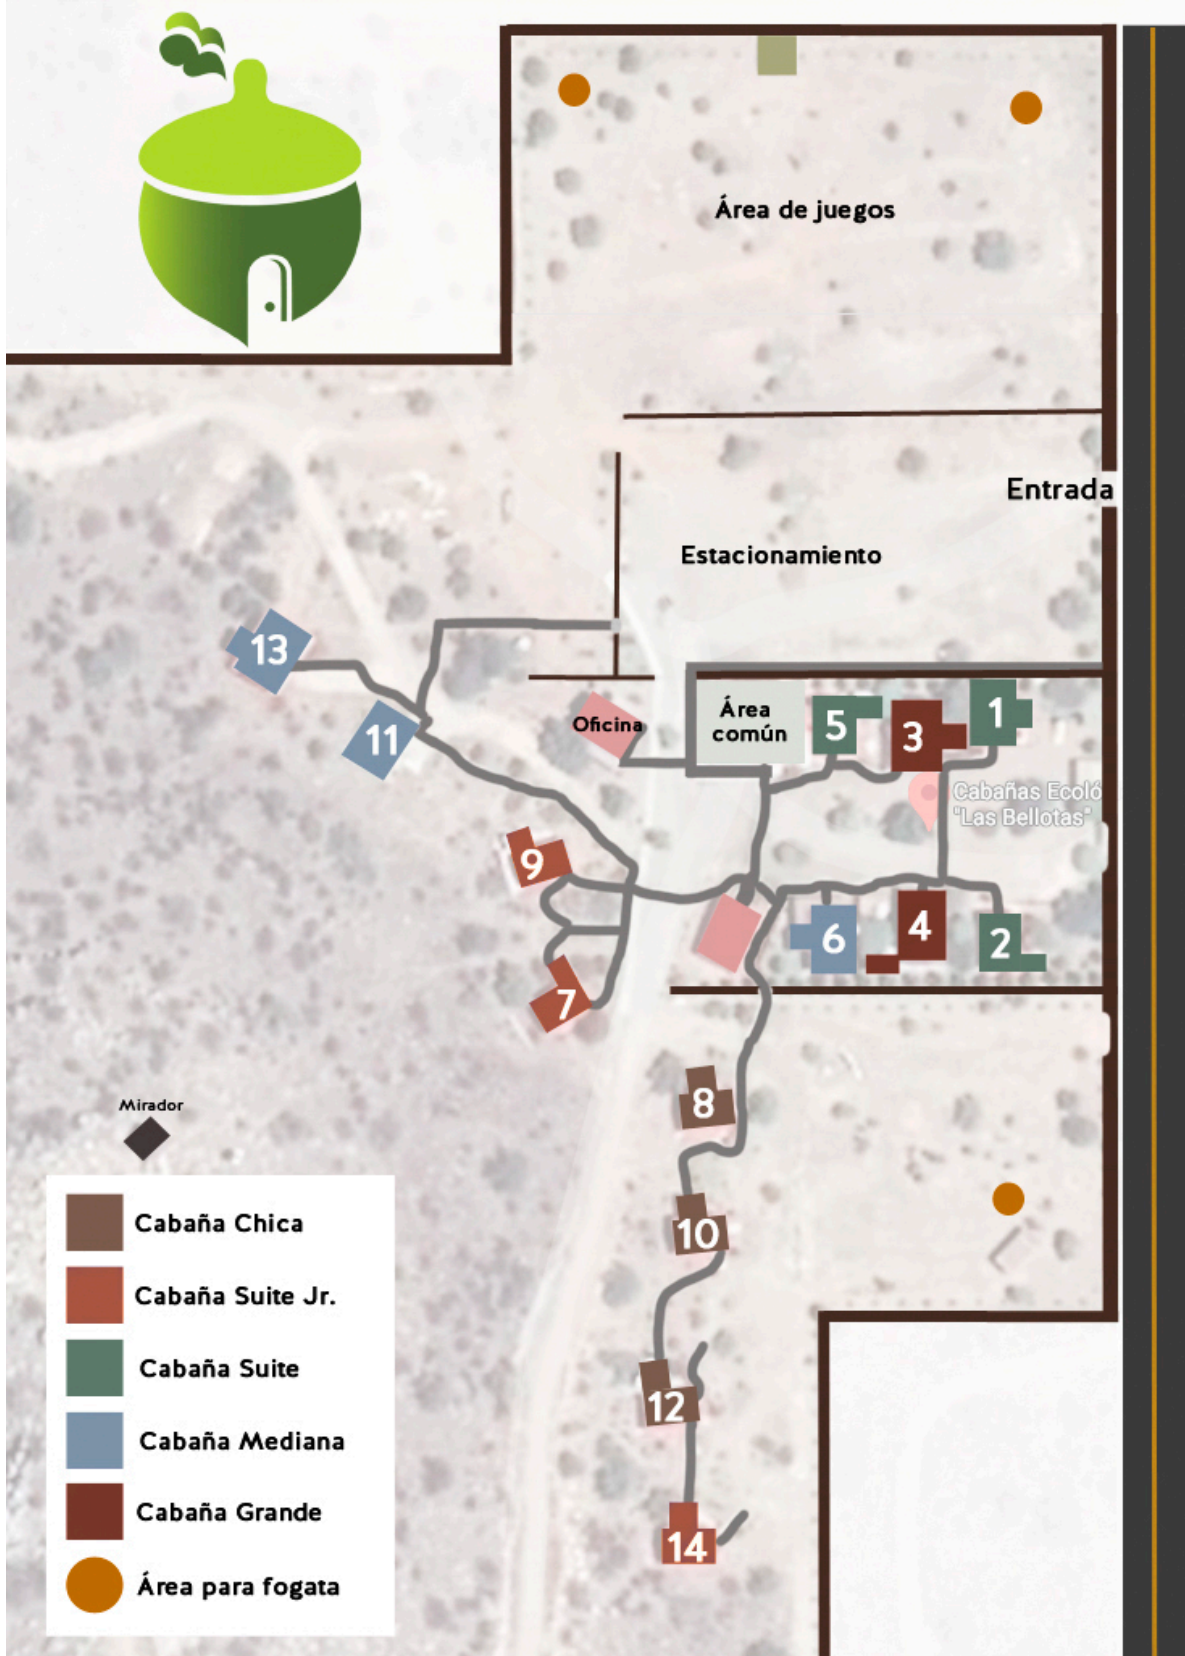 Área de juegos
Entrada
Estacionamiento
13
11
Oficina
Área
común
5
3
1
Cabañas Ecoló
"Las Bellotas"
9
7
6
4
2
8
Mirador
10
12
14
Cabaña Chica
Cabaña Suite Jr.
Cabaña Suite
Cabaña Mediana
Cabaña Grande
Área para fogata